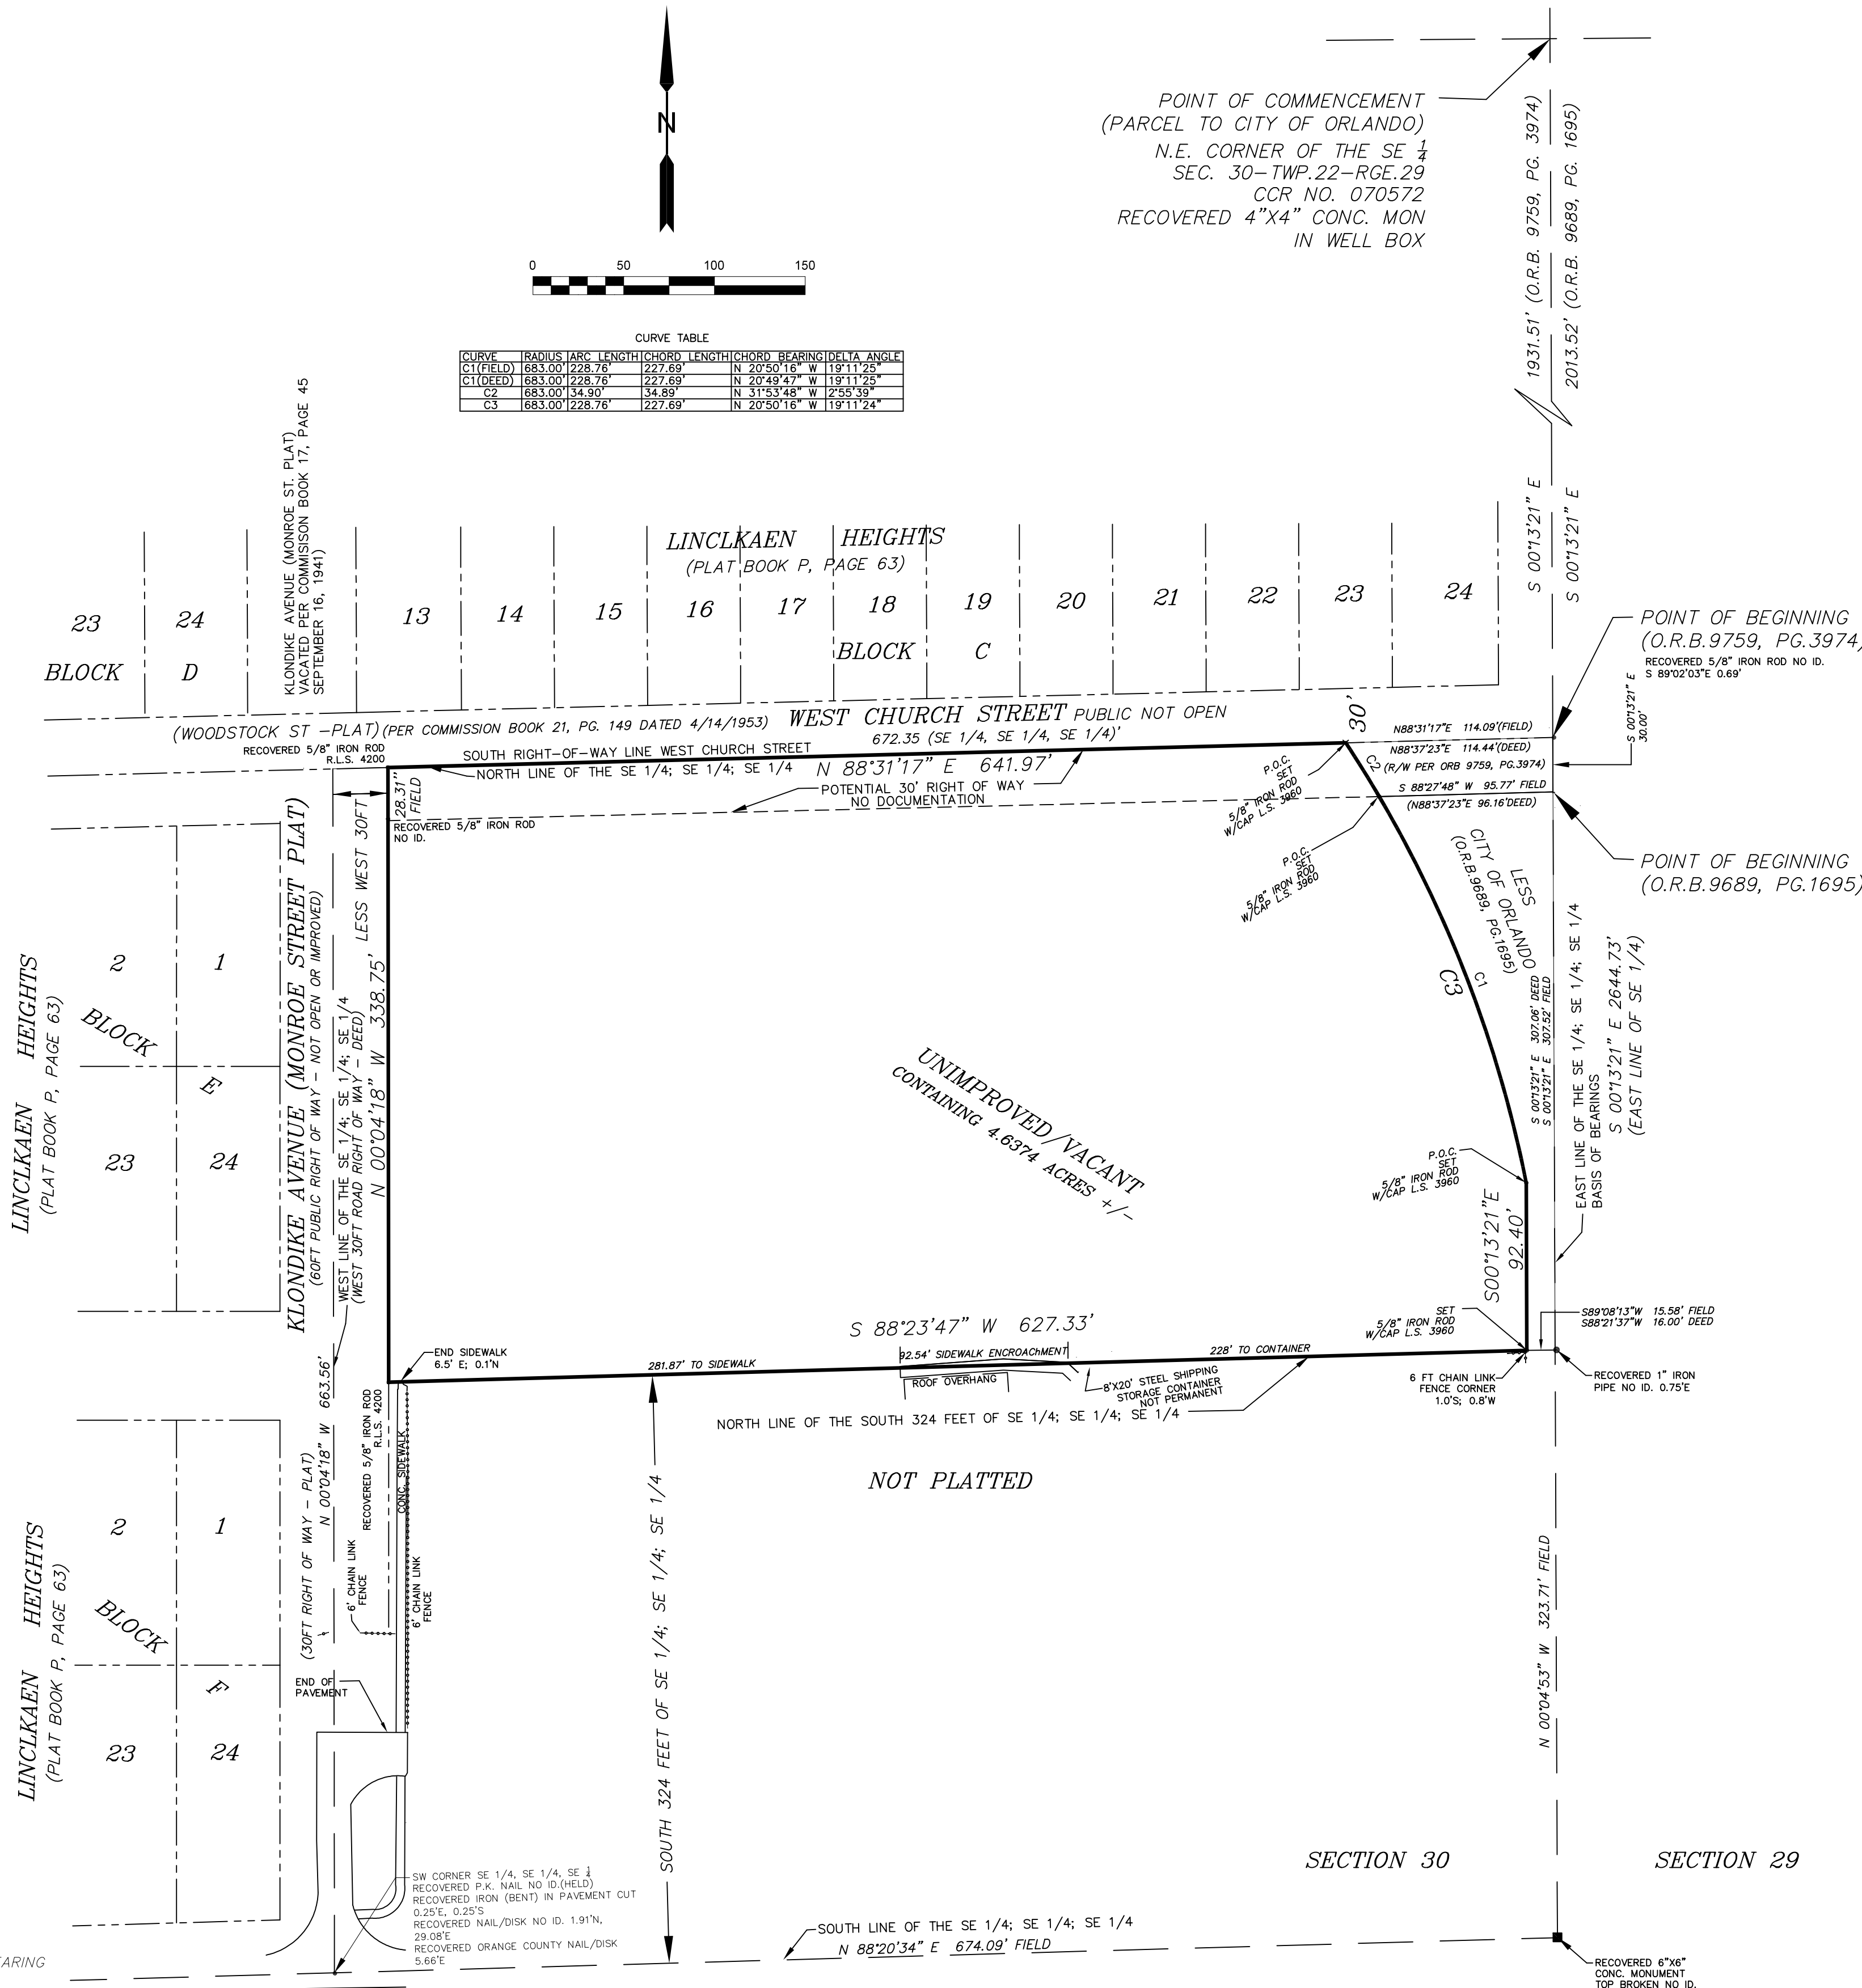 N
0 50 100 150
POINT OF COMMENCEMENT
(PARCEL TO CITY OF ORLANDO)
N.E. CORNER OF THE SE 1/4
SEC. 30-TWP.22-RGE.29
CCR NO. 070572
RECOVERED 4"X4" CONC. MON
IN WELL BOX
1931.51' (O.R.B. 9759, PG. 3974)
2013.52' (O.R.B. 9689, PG. 1695)
S 00°13'21" E
S 00°13'21" E
CURVE TABLE
CURVE RADIUS ARC LENGTH CHORD LENGTH CHORD BEARING DELTA ANGLE
C1(FIELD) 683.00' 228.76' 227.69' N 20°50'16" W 19°11'25"
C1(DEED) 683.00' 228.76' 227.69' N 20°49'47" W 19°11'25"
C2 683.00' 34.90' 34.89' N 31°53'48" W 2°55'39"
C3 683.00' 228.76' 227.69' N 20°50'16" W 19°11'24"
KLONDIKE AVENUE (MONROE ST. PLAT)
VACATED PER COMMISISON BOOK 17, PAGE 45
SEPTEMBER 16, 1941)
LINCLKAEN HEIGHTS
(PLAT BOOK P, PAGE 63)
23 24 13 14 15 16 17 18 19 20 21 22 23 24
BLOCK D
BLOCK C
POINT OF BEGINNING
(O.R.B.9759, PG.3974)
RECOVERED 5/8" IRON ROD NO ID.
S 89°02'03"E 0.69'
S 00°13'21" E
30.00'
(WOODSTOCK ST -PLAT) (PER COMMISSION BOOK 21, PG. 149 DATED 4/14/1953) WEST CHURCH STREET PUBLIC NOT OPEN
30'
672.35 (SE 1/4, SE 1/4, SE 1/4)'
RECOVERED 5/8" IRON ROD
R.L.S. 4200
SOUTH RIGHT-OF-WAY LINE WEST CHURCH STREET
NORTH LINE OF THE SE 1/4; SE 1/4; SE 1/4
N 88°31'17" E 641.97'
N88°31'17"E 114.09'(FIELD)
N88°37'23"E 114.44'(DEED)
(R/W PER ORB 9759, PG.3974)
S 88°27'48" W 95.77' FIELD
(N88°37'23"E 96.16'DEED)
C2
POTENTIAL 30' RIGHT OF WAY
NO DOCUMENTATION
28.31"
FIELD
RECOVERED 5/8" IRON ROD
NO ID.
P.O.C.
SET
5/8" IRON ROD
W/CAP L.S. 3960
P.O.C.
SET
5/8" IRON ROD
W/CAP L.S. 3960
POINT OF BEGINNING
(O.R.B.9689, PG.1695)
LESS
CITY OF ORLANDO
(O.R.B.9689, PG.1695)
C3
C1
S 00°13'21" E 307.06' DEED
S 00°13'21" E 307.52' FIELD
EAST LINE OF THE SE 1/4; SE 1/4; SE 1/4
BASIS OF BEARINGS
S 00°13'21" E 2644.73'
(EAST LINE OF SE 1/4)
LINCLKAEN HEIGHTS
(PLAT BOOK P, PAGE 63)
2 1
BLOCK
E
23 24
KLONDIKE AVENUE (MONROE STREET PLAT)
(60FT PUBLIC RIGHT OF WAY - NOT OPEN OR IMPROVED)
WEST LINE OF THE SE 1/4; SE 1/4; SE 1/4
(WEST 30FT ROAD RIGHT OF WAY - DEED)
LESS WEST 30FT
N 00°04'18" W 338.75'
UNIMPROVED/VACANT
CONTAINING 4.6374 ACRES +/-
P.O.C.
SET
5/8" IRON ROD
W/CAP L.S. 3960
S00°13'21"E
92.40'
SET
5/8" IRON ROD
W/CAP L.S. 3960
S89°08'13"W 15.58' FIELD
S88°21'37"W 16.00' DEED
RECOVERED 1" IRON
PIPE NO ID. 0.75'E
6 FT CHAIN LINK
FENCE CORNER
1.0'S; 0.8'W
S 88°23'47" W 627.33'
END SIDEWALK
6.5' E; 0.1'N
281.87' TO SIDEWALK
92.54' SIDEWALK ENCROAChMENT
228' TO CONTAINER
ROOF OVERHANG
8'X20' STEEL SHIPPING
STORAGE CONTAINER
NOT PERMANENT
NORTH LINE OF THE SOUTH 324 FEET OF SE 1/4; SE 1/4; SE 1/4
NOT PLATTED
N 00°04'18" W 663.56'
(30FT RIGHT OF WAY - PLAT)
RECOVERED 5/8" IRON ROD
R.L.S. 4200
CONC. SIDEWALK
6' CHAIN LINK
FENCE
6' CHAIN LINK
FENCE
SOUTH 324 FEET OF SE 1/4; SE 1/4; SE 1/4
LINCLKAEN HEIGHTS
(PLAT BOOK P, PAGE 63)
2 1
BLOCK
F
23 24
END OF
PAVEMENT
N 00°04'53" W 323.71' FIELD
SECTION 30
SECTION 29
SW CORNER SE 1/4, SE 1/4, SE 1/4
RECOVERED P.K. NAIL NO ID.(HELD)
RECOVERED IRON (BENT) IN PAVEMENT CUT
0.25'E, 0.25'S
RECOVERED NAIL/DISK NO ID. 1.91'N,
29.08'E
RECOVERED ORANGE COUNTY NAIL/DISK
5.66'E
SOUTH LINE OF THE SE 1/4; SE 1/4; SE 1/4
N 88°20'34" E 674.09' FIELD
RECOVERED 6"X6"
CONC. MONUMENT
TOP BROKEN NO ID.